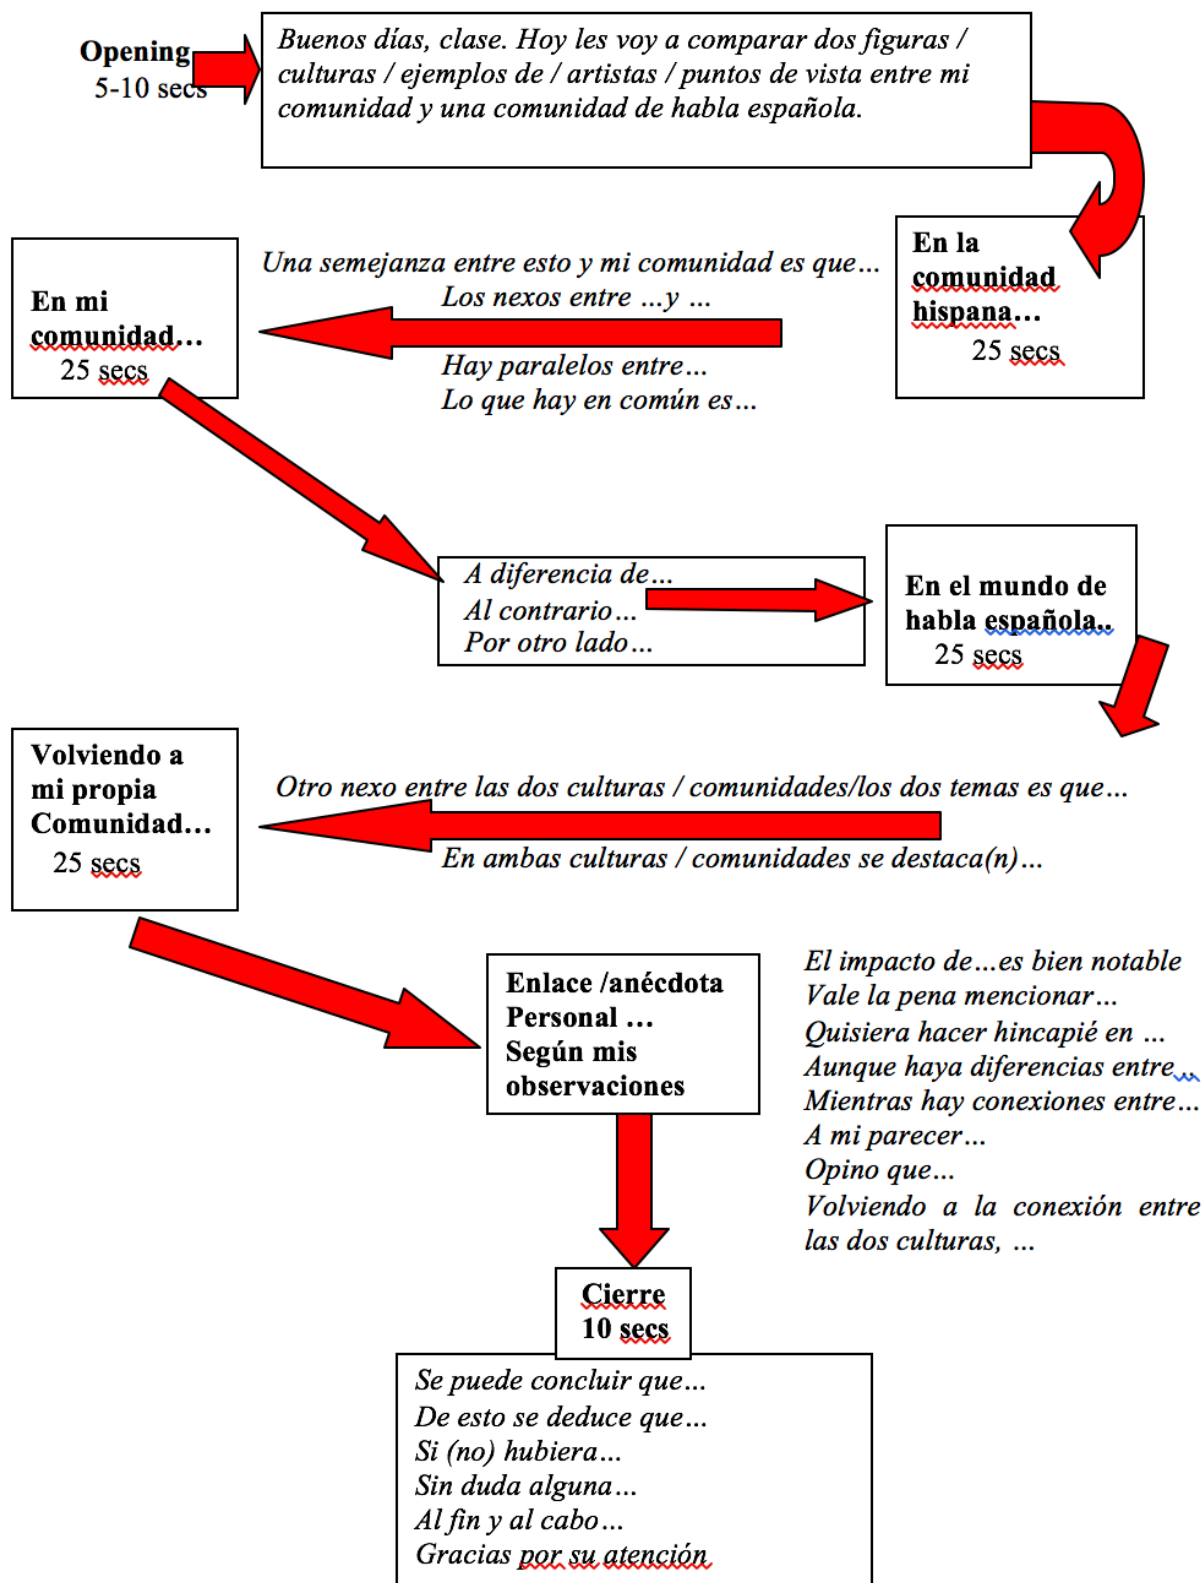 Opening
5-10 secs
Buenos días, clase. Hoy les voy a comparar dos figuras /
culturas / ejemplos de / artistas / puntos de vista entre mi
comunidad y una comunidad de habla española.
En la
comunidad
hispana…
25 secs
Una semejanza entre esto y mi comunidad es que…
Los nexos entre …y …
Hay paralelos entre…
Lo que hay en común es…
En mi
comunidad…
25 secs
A diferencia de…
Al contrario…
Por otro lado…
En el mundo de
habla española..
25 secs
Otro nexo entre las dos culturas / comunidades/los dos temas es que…
En ambas culturas / comunidades se destaca(n)…
Volviendo a
mi propia
Comunidad…
25 secs
Enlace /anécdota
Personal …
Según mis
observaciones
El impacto de…es bien notable
Vale la pena mencionar…
Quisiera hacer hincapié en …
Aunque haya diferencias entre..
Mientras hay conexiones entre…
A mi parecer…
Opino que…
Volviendo a la conexión entre
las dos culturas, …
Cierre
10 secs
Se puede concluir que…
De esto se deduce que…
Si (no) hubiera…
Sin duda alguna…
Al fin y al cabo…
Gracias por su atención